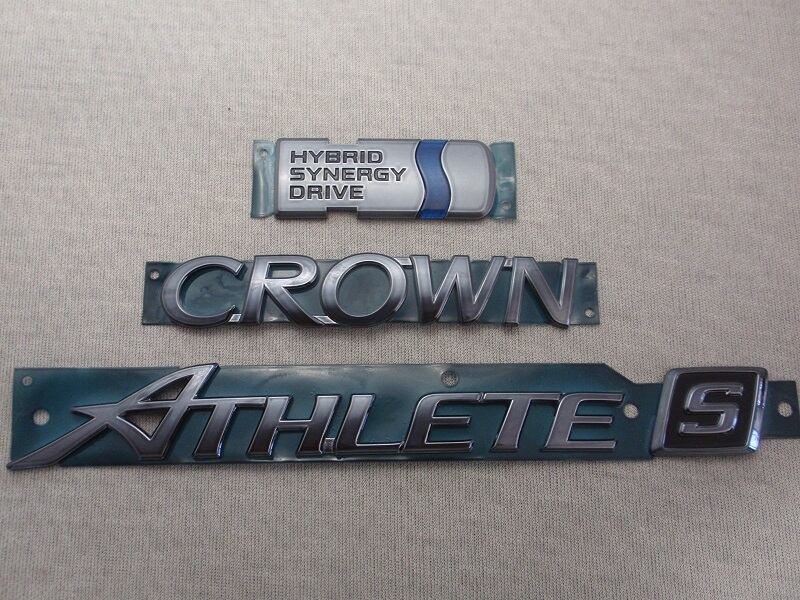 HYBRID
SYNERGY
DRIVE
CROWN
ATHLETE S